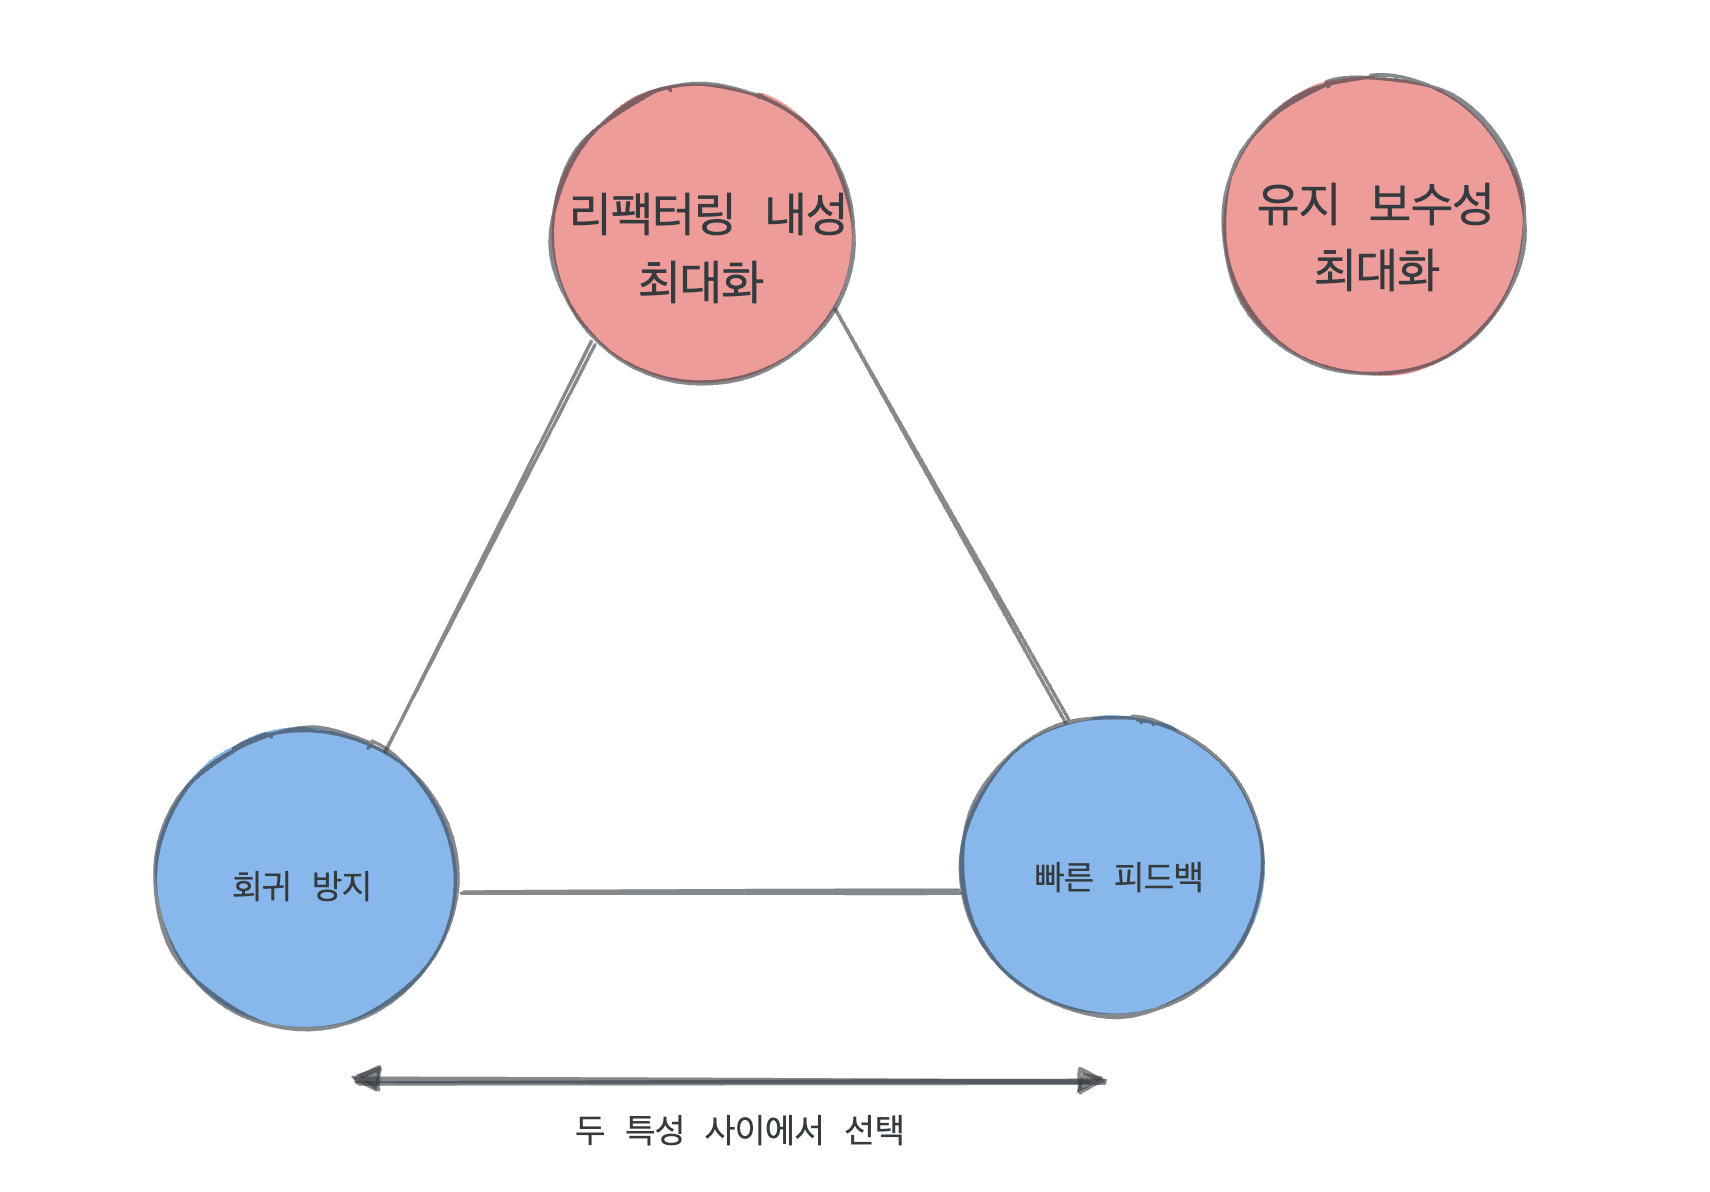 리팩터링 내성
최대화
유지 보수성
최대화
회귀 방지
빠른 피드백
두 특성 사이에서 선택